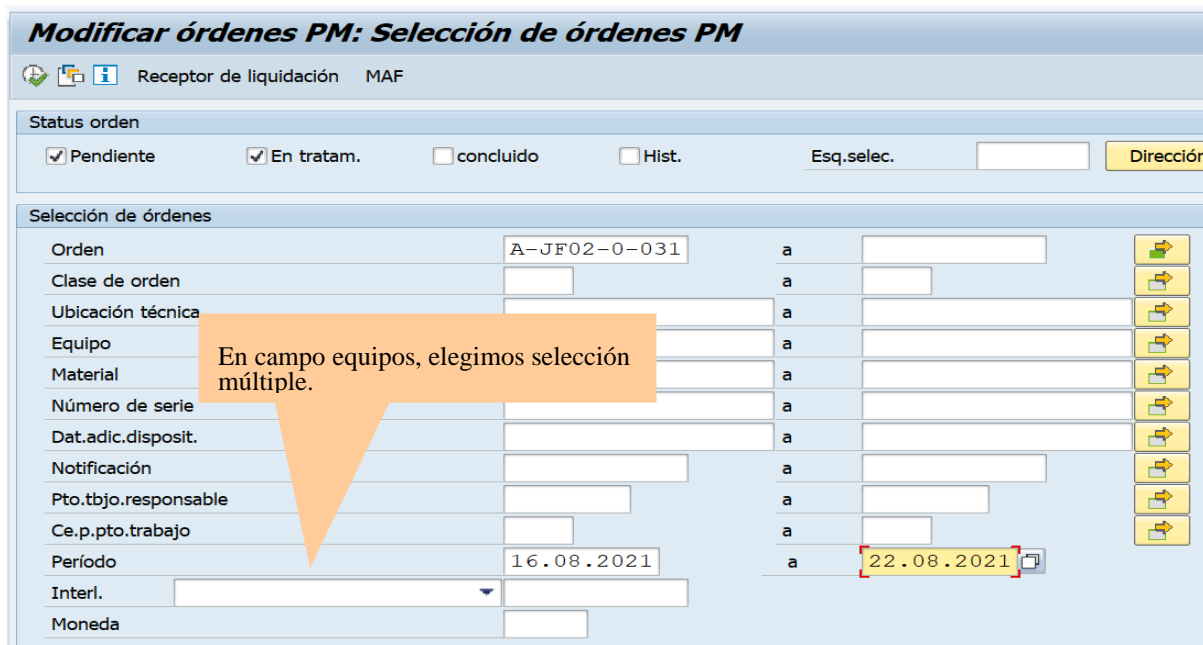 Modificar órdenes PM: Selección de órdenes PM
Receptor de liquidación MAF
Status orden
Pendiente En tratam. concluido Hist. Esq.selec. Dirección
Selección de órdenes
Orden A-JF02-0-031 a
Clase de orden a
Ubicación técnica a
Equipo a
Material a
Número de serie a
Dat.adic.disposit. a
Notificación a
Pto.tbjo.responsable a
Ce.p.pto.trabajo a
Período 16.08.2021 a 22.08.2021
Interl.
Moneda
En campo equipos, elegimos selección
múltiple.